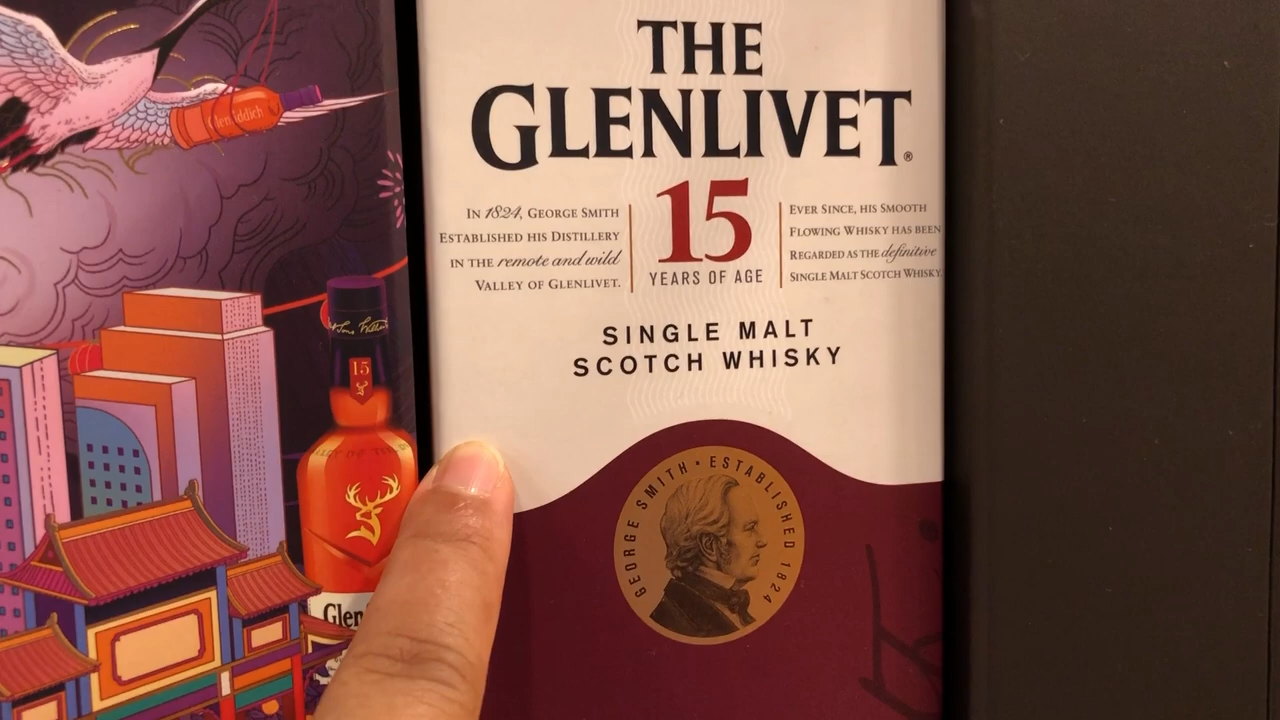 Glenfiddich
15
Glen
THE
GLENLIVET®
IN 1824, GEORGE SMITH
ESTABLISHED HIS DISTILLERY
IN THE remote and wild
VALLEY OF GLENLIVET.
15
YEARS OF AGE
EVER SINCE, HIS SMOOTH
FLOWING WHISKY HAS BEEN
REGARDED AS THE definitive
SINGLE MALT SCOTCH WHISKY.
SINGLE MALT
SCOTCH WHISKY
GEORGE SMITH • ESTABLISHED 1824